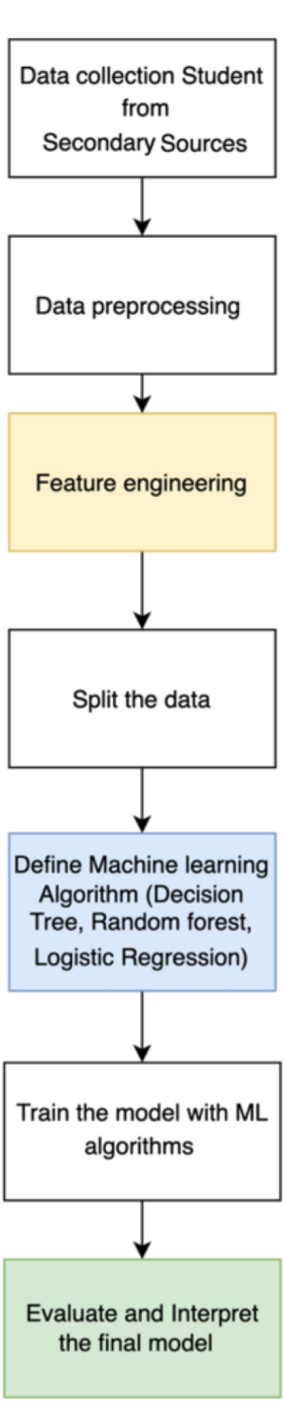 Data collection Student
from
Secondary Sources
Data preprocessing
Feature engineering
Split the data
Define Machine learning
Algorithm (Decision
Tree, Random forest,
Logistic Regression)
Train the model with ML
algorithms
Evaluate and Interpret
the final model